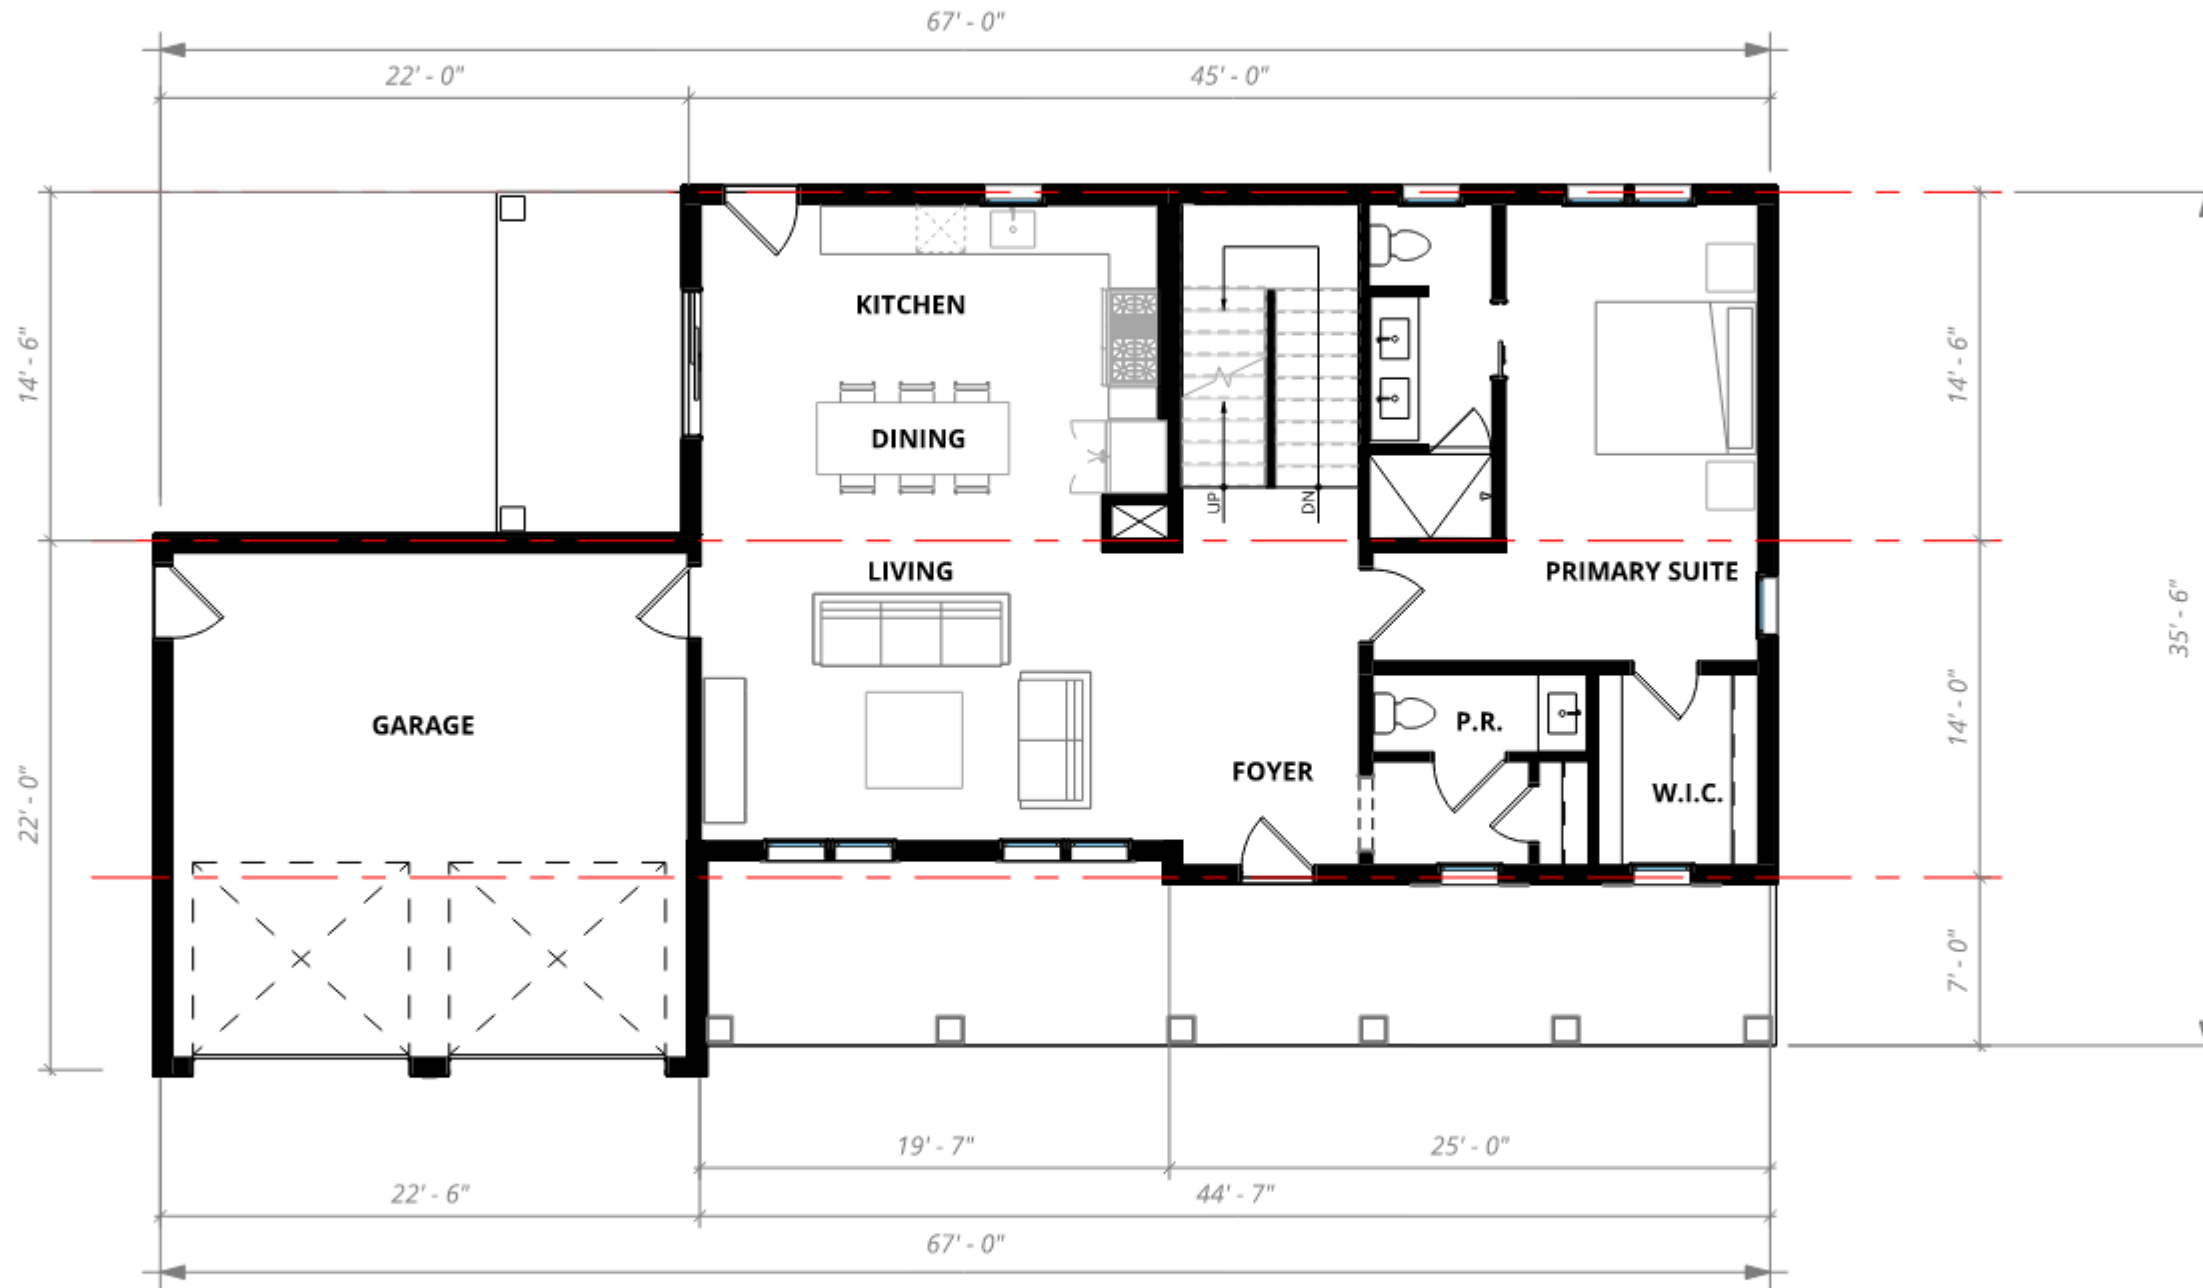 67' - 0"
22' - 0"
45' - 0"
14' - 6"
14' - 6"
KITCHEN
DINING
UP
DN
LIVING
PRIMARY SUITE
35' - 6"
GARAGE
P.R.
14' - 0"
FOYER
W.I.C.
22' - 0"
7' - 0"
19' - 7"
25' - 0"
22' - 6"
44' - 7"
67' - 0"